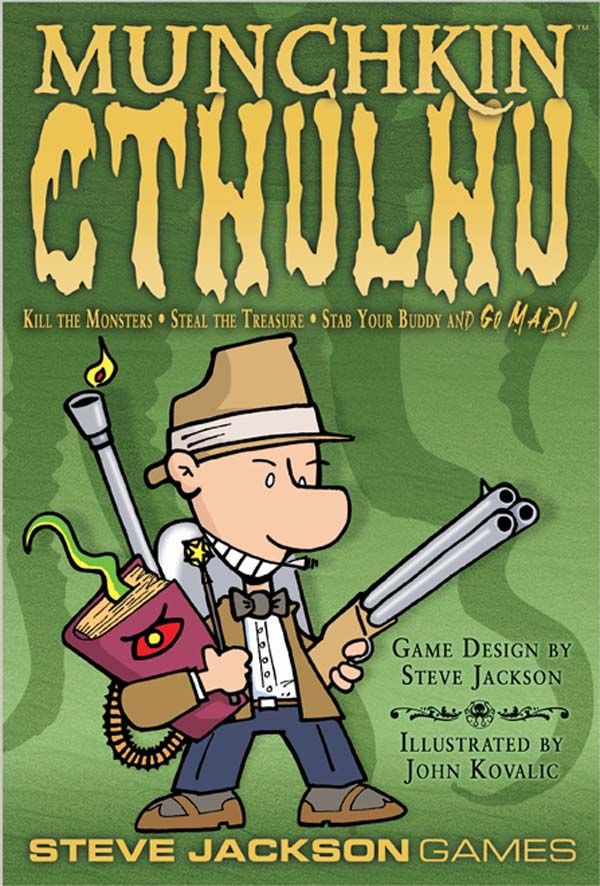 MUNCHKIN™
CTHULHU
KILL THE MONSTERS • STEAL THE TREASURE • STAB YOUR BUDDY AND GO MAD!
GAME DESIGN BY
STEVE JACKSON
ILLUSTRATED BY
JOHN KOVALIC
STEVE JACKSON GAMES